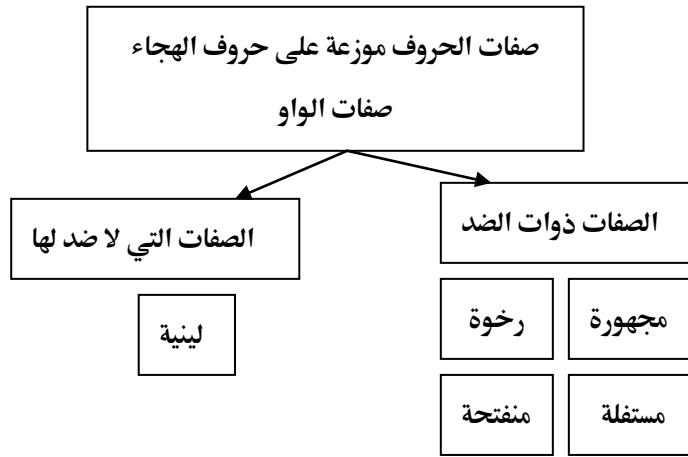 صفات الحروف موزعة على حروف الهجاء
صفات الواو
الصفات ذوات الضد
الصفات التي لا ضد لها
مجهورة
رخوة
لينية
مستفلة
منفتحة